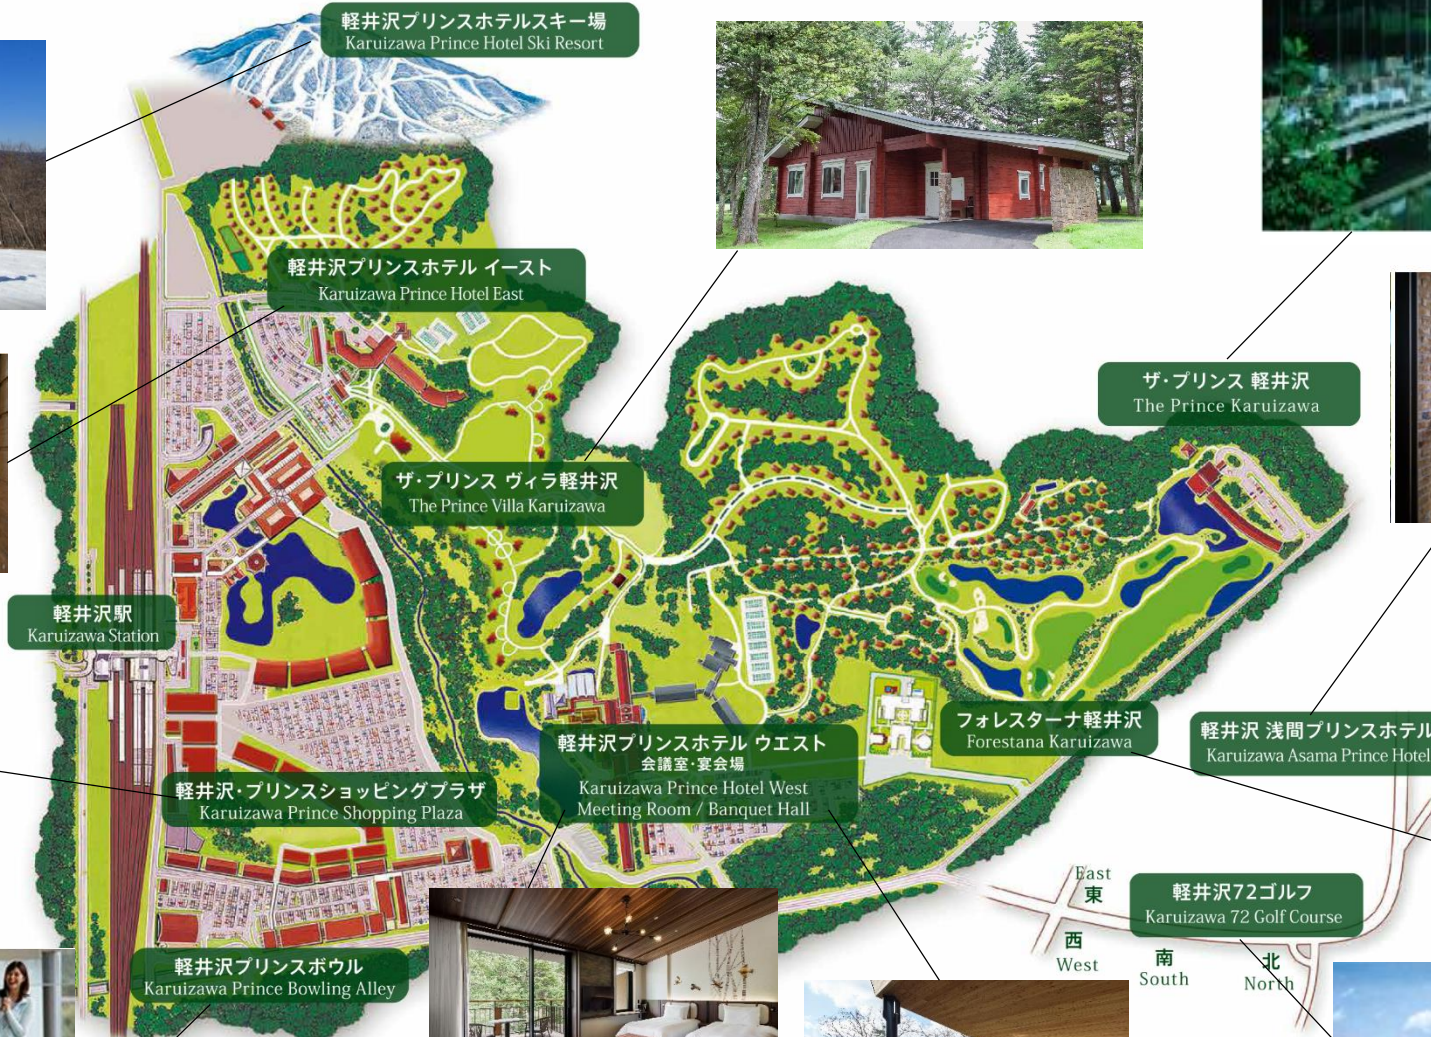 軽井沢プリンスホテルスキー場
Karuizawa Prince Hotel Ski Resort
軽井沢プリンスホテル イースト
Karuizawa Prince Hotel East
ザ・プリンス 軽井沢
The Prince Karuizawa
ザ・プリンス ヴィラ軽井沢
The Prince Villa Karuizawa
軽井沢駅
Karuizawa Station
フォレスターナ軽井沢
Forestana Karuizawa
軽井沢 浅間プリンスホテル
Karuizawa Asama Prince Hotel
軽井沢プリンスホテル ウエスト
会議室・宴会場
Karuizawa Prince Hotel West
Meeting Room / Banquet Hall
軽井沢・プリンスショッピングプラザ
Karuizawa Prince Shopping Plaza
East
東
軽井沢72ゴルフ
Karuizawa 72 Golf Course
西
West
南
South
北
North
軽井沢プリンスボウル
Karuizawa Prince Bowling Alley